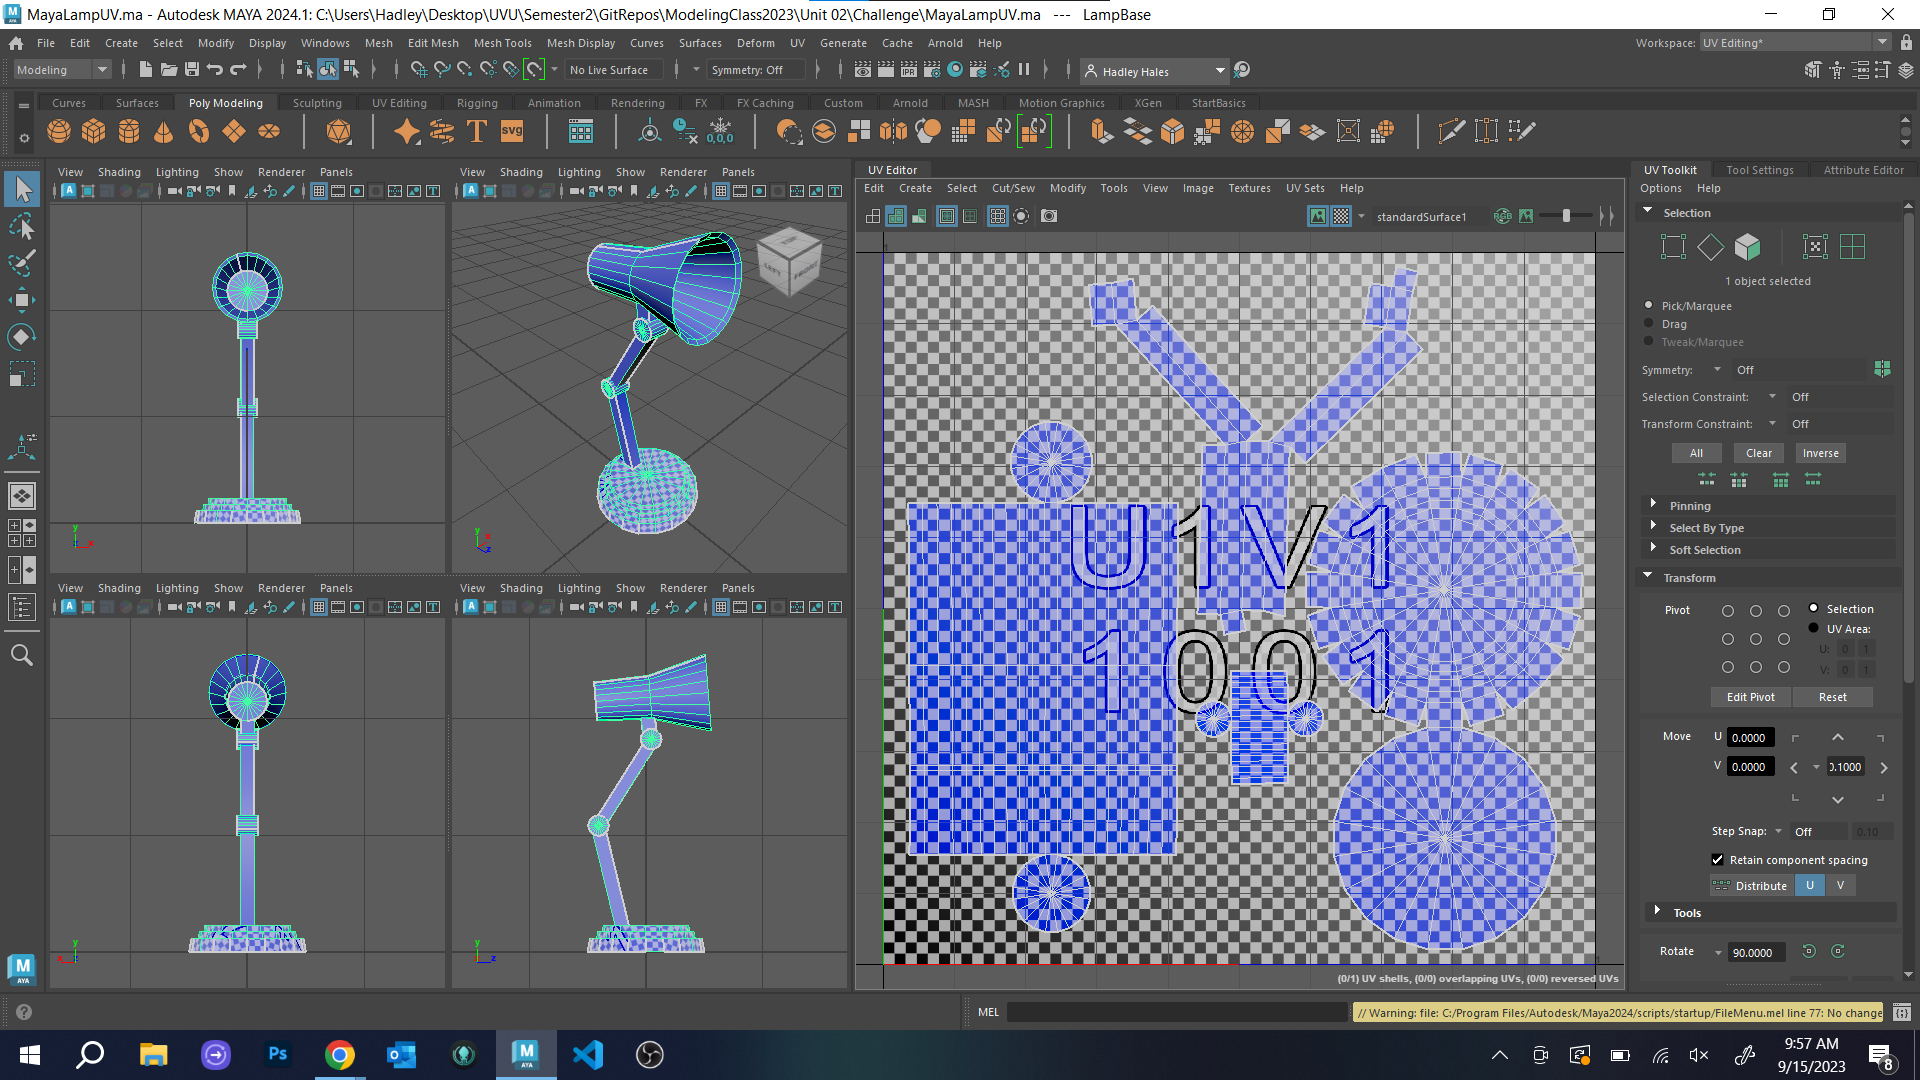 MayaLampUV.ma - Autodesk MAYA 2024.1: C:\Users\Hadley\Desktop\UVU\Semester2\GitRepos\ModelingClass2023\Unit 02\Challenge\MayaLampUV.ma --- LampBase
File Edit Create Select Modify Display Windows Mesh Edit Mesh Mesh Tools Mesh Display Curves Surfaces Deform UV Generate Cache Arnold Help Workspace: UV Editing*
Modeling No Live Surface Symmetry: Off IPR Hadley Hales
Curves Surfaces Poly Modeling Sculpting UV Editing Rigging Animation Rendering FX FX Caching Custom Arnold MASH Motion Graphics XGen StartBasics
T SVG 0,0,0
View Shading Lighting Show Renderer Panels
View Shading Lighting Show Renderer Panels
UV Editor
Edit Create Select Cut/Sew Modify Tools View Image Textures UV Sets Help
standardSurface1
LEFT FRONT
U1V1
1001
y x z
y x z
View Shading Lighting Show Renderer Panels
View Shading Lighting Show Renderer Panels
y x z
y z
(0/1) UV shells, (0/0) overlapping UVs, (0/0) reversed UVs
UV Toolkit Tool Settings Attribute Editor
Options Help
Selection
1 object selected
Pick/Marquee
Drag
Tweak/Marquee
Symmetry: Off
Selection Constraint: Off
Transform Constraint: Off
All Clear Inverse
Pinning
Select By Type
Soft Selection
Transform
Pivot Selection
UV Area:
U: 0 1
V: 0 1
Edit Pivot Reset
Move U 0.0000
V 0.0000 0.1000
Step Snap: Off 0.10
Retain component spacing
Distribute U V
Tools
Rotate 90.0000
M AYA
MEL // Warning: file: C:/Program Files/Autodesk/Maya2024/scripts/startup/FileMenu.mel line 77: No change
Ps M AYA
9:57 AM
9/15/2023
8